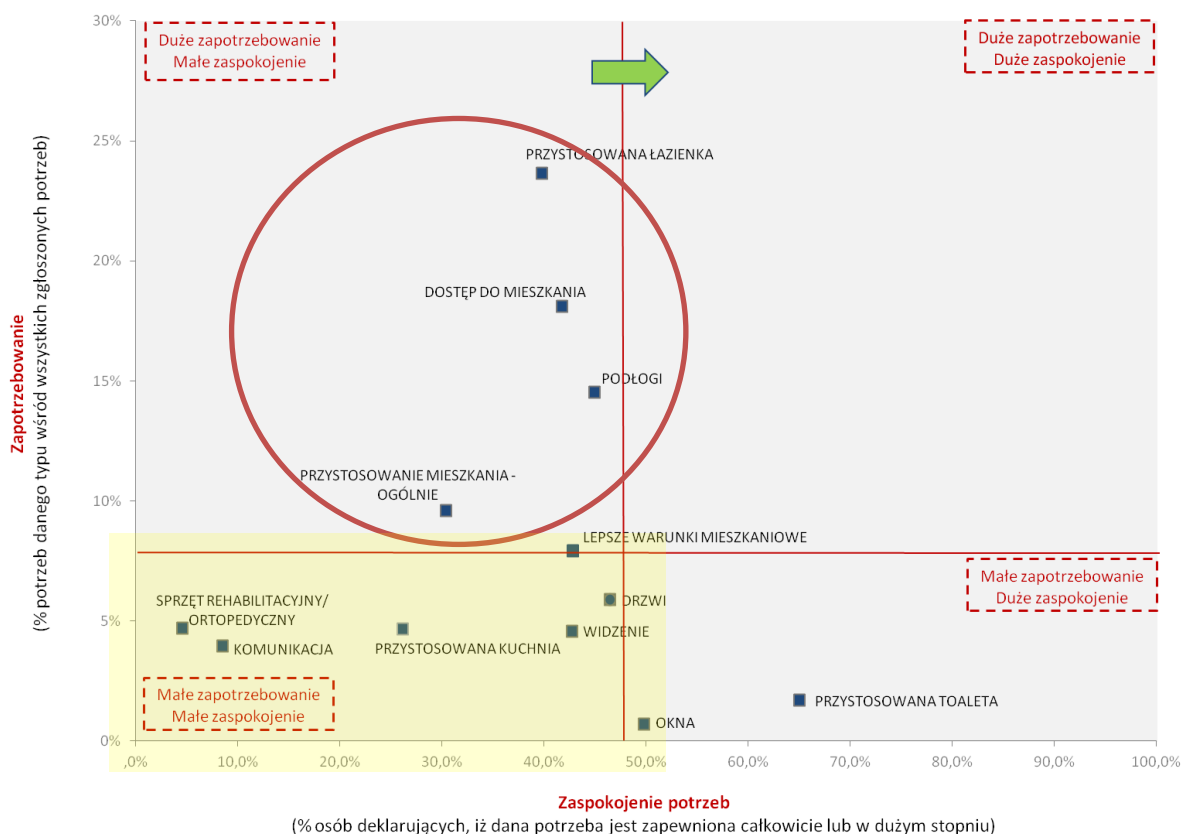 30%
Duże zapotrzebowanie
Małe zaspokojenie
Duże zapotrzebowanie
Duże zaspokojenie
25%
PRZYSTOSOWANA ŁAZIENKA
20%
DOSTĘP DO MIESZKANIA
15%
PODŁOGI
PRZYSTOSOWANIE MIESZKANIA -
OGÓLNIE
10%
LEPSZE WARUNKI MIESZKANIOWE
Małe zapotrzebowanie
Duże zaspokojenie
SPRZĘT REHABILITACYJNY/
ORTOPEDYCZNY
DRZWI
5%
KOMUNIKACJA
PRZYSTOSOWANA KUCHNIA
WIDZENIE
Małe zapotrzebowanie
Małe zaspokojenie
PRZYSTOSOWANA TOALETA
OKNA
0%
,0% 10,0% 20,0% 30,0% 40,0% 50,0% 60,0% 70,0% 80,0% 90,0% 100,0%
Zapotrzebowanie
(% potrzeb danego typu wśród wszystkich zgłoszonych potrzeb)
Zaspokojenie potrzeb
(% osób deklarujących, iż dana potrzeba jest zapewniona całkowicie lub w dużym stopniu)